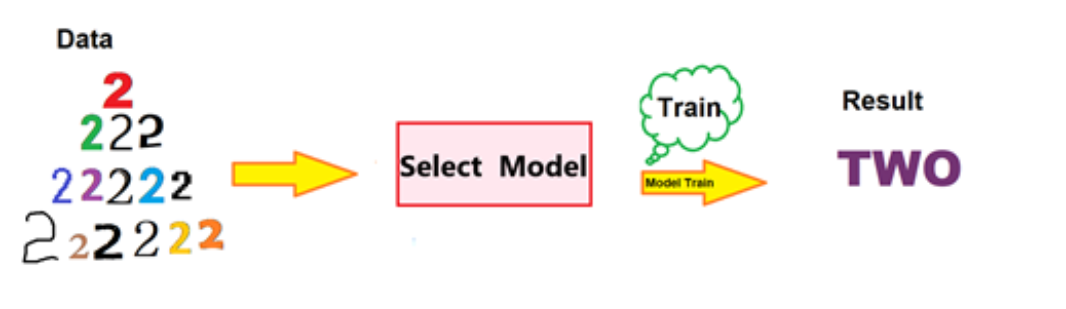 Data
2
222
22222
222222
Select Model
Train
Model Train
Result
TWO